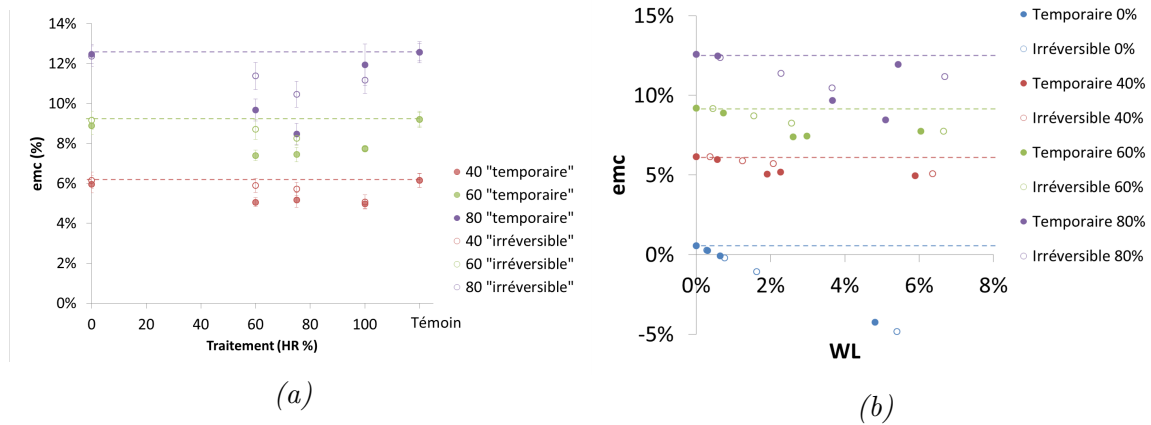 14%
12%
10%
8%
6%
4%
2%
0%
emc (%)
0 20 40 60 80 100 Témoin
Traitement (HR %)
40 "temporaire"
60 "temporaire"
80 "temporaire"
40 "irréversible"
60 "irréversible"
80 "irréversible"
(a)
15%
10%
5%
0%
-5%
emc
0% 2% 4% 6% 8%
WL
Temporaire 0%
Irréversible 0%
Temporaire 40%
Irréversible 40%
Temporaire 60%
Irréversible 60%
Temporaire 80%
Irréversible 80%
(b)